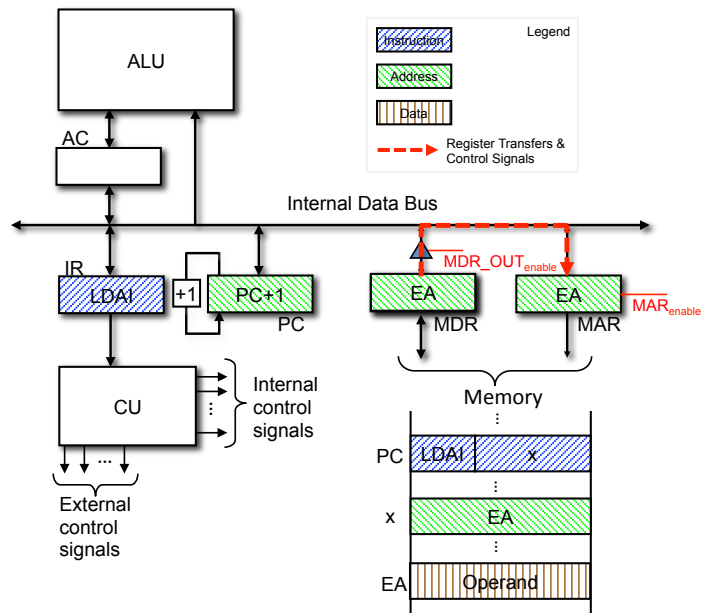 Legend
Instruction
Address
Data
Register Transfers &
Control Signals
ALU
AC
Internal Data Bus
IR
LDAI
+1
PC+1
PC
MDR_OUTenable
EA
MDR
EA
MAR
MARenable
CU
Internal
control
signals
...
...
External
control
signals
Memory
...
PC
LDAI
x
...
x
EA
...
EA
Operand
...